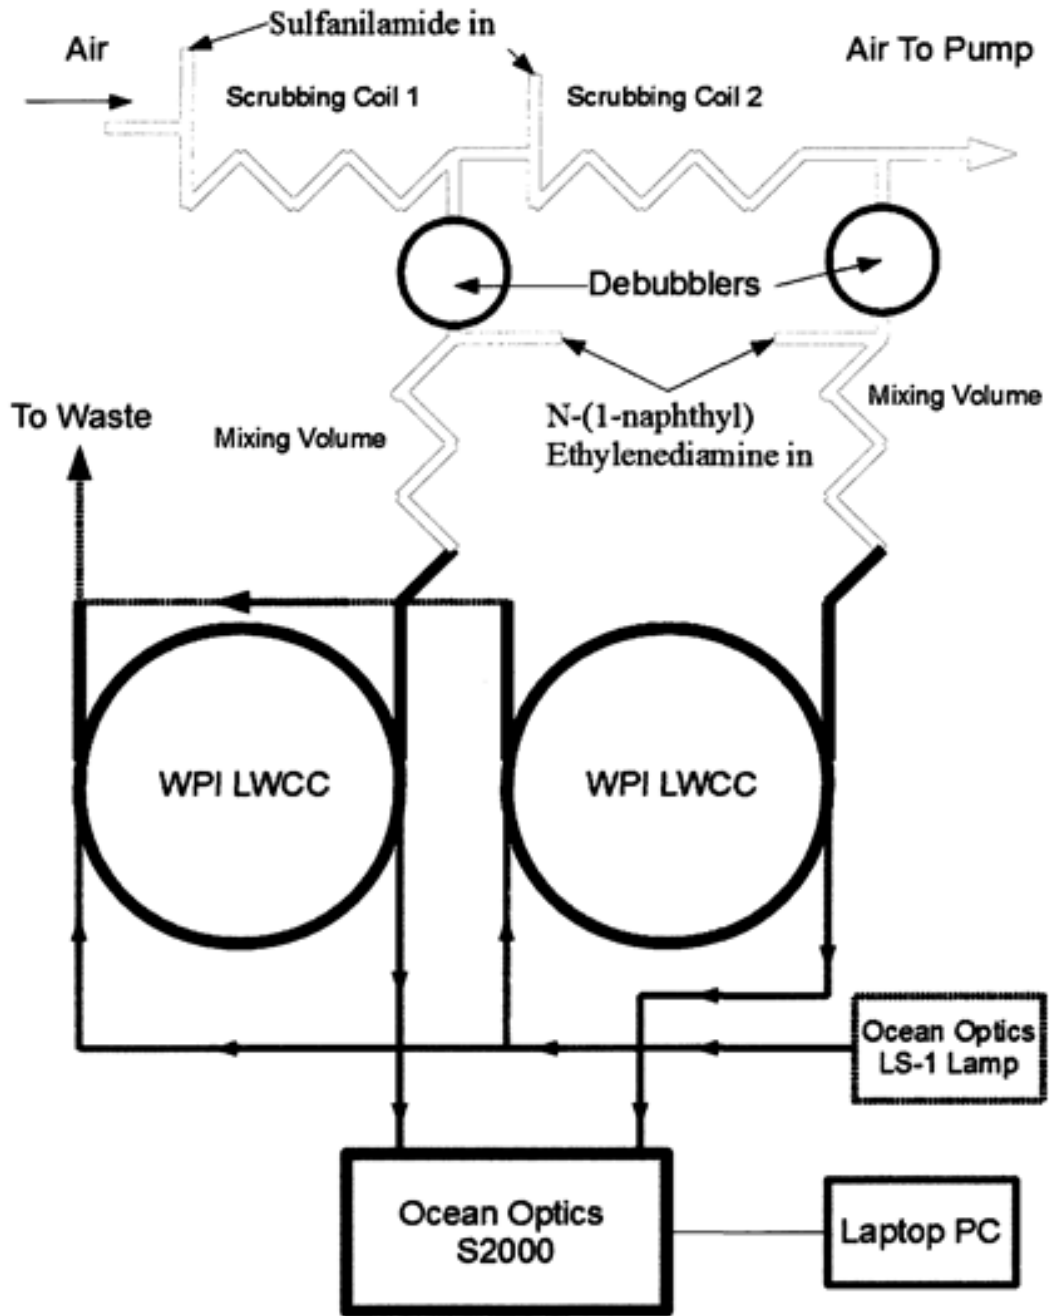 Sulfanilamide in
Air
Air To Pump
Scrubbing Coil 1
Scrubbing Coil 2
Debubblers
Mixing Volume
N-(1-naphthyl)
Ethylenediamine in
To Waste
Mixing Volume
WPI LWCC
WPI LWCC
Ocean Optics
LS-1 Lamp
Ocean Optics
S2000
Laptop PC